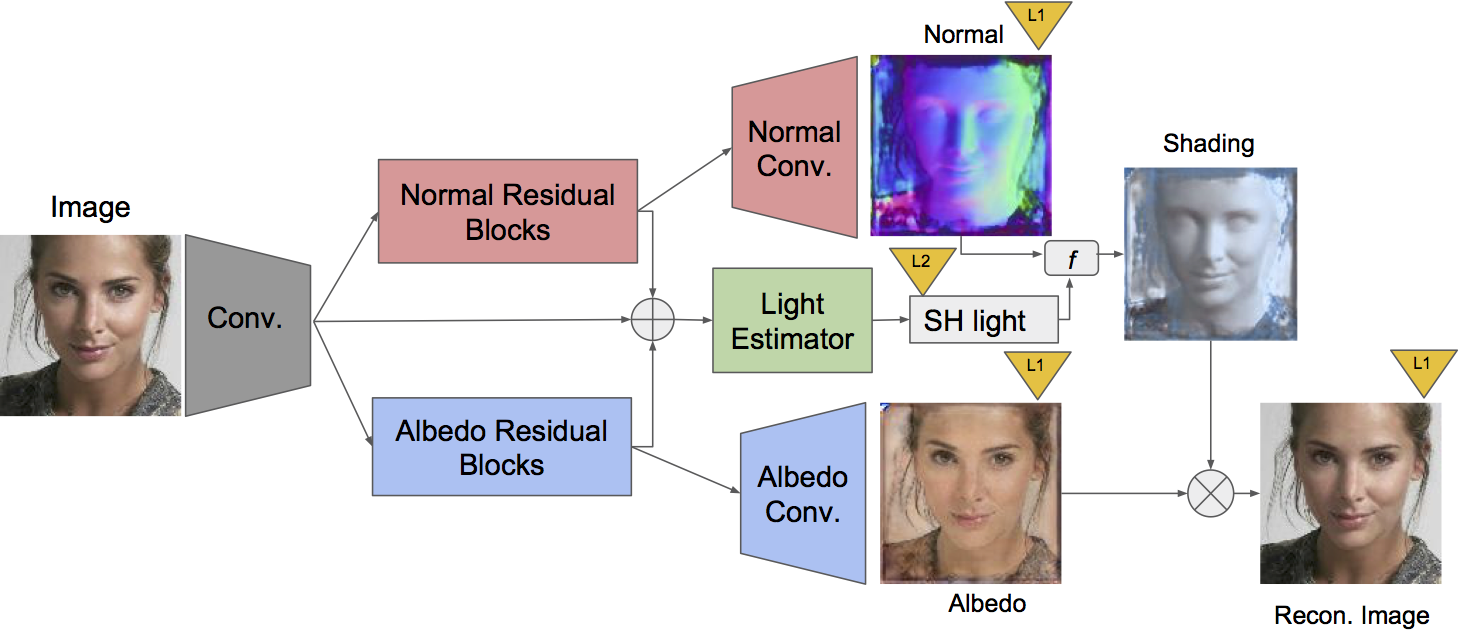 L1
Normal
Normal
Conv.
Shading
Normal Residual
Blocks
Image
Conv.
f
L2
Light
Estimator
SH light
L1
L1
Albedo Residual
Blocks
Albedo
Conv.
Albedo
Recon. Image